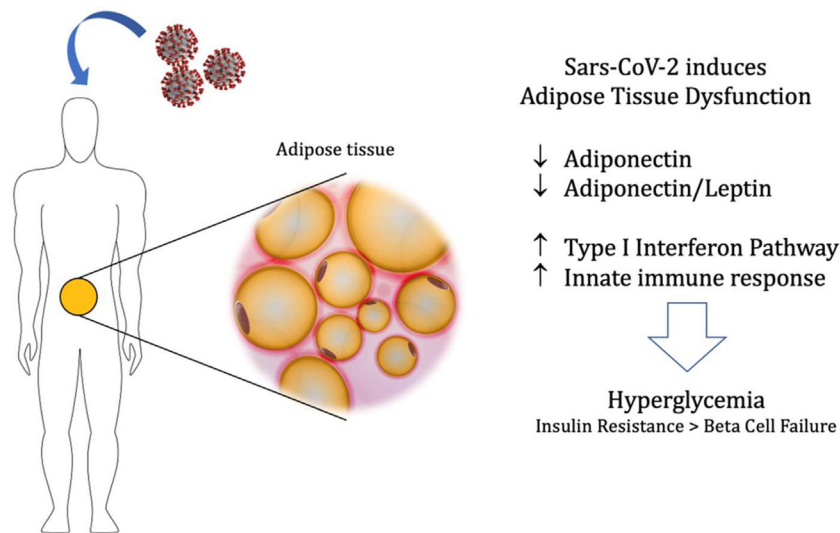 Adipose tissue
Sars-CoV-2 induces
Adipose Tissue Dysfunction
↓ Adiponectin
↓ Adiponectin/Leptin
↑ Type I Interferon Pathway
↑ Innate immune response
Hyperglycemia
Insulin Resistance > Beta Cell Failure